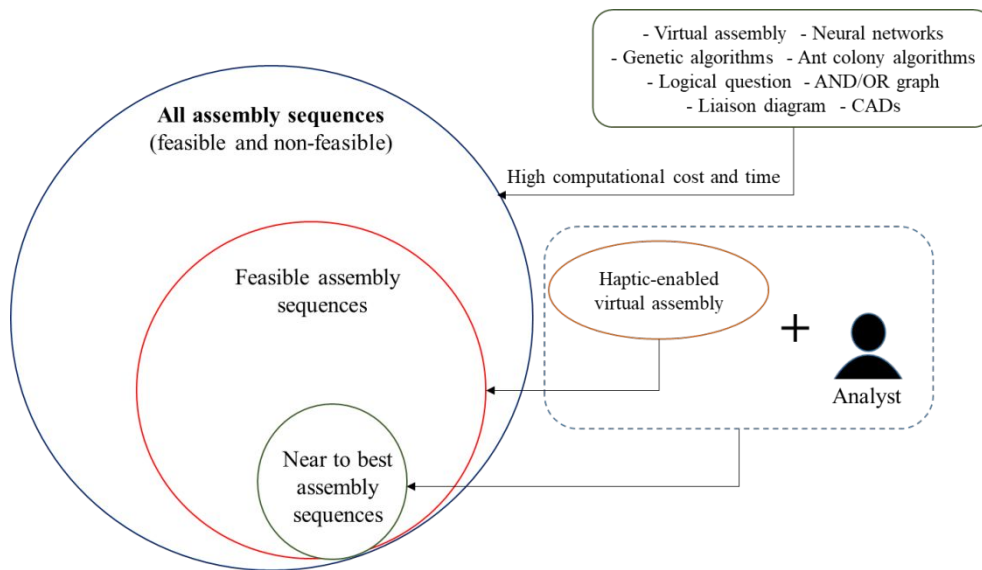 - Virtual assembly - Neural networks
- Genetic algorithms - Ant colony algorithms
- Logical question - AND/OR graph
- Liaison diagram - CADs
All assembly sequences
(feasible and non-feasible)
High computational cost and time
Feasible assembly
sequences
Haptic-enabled
virtual assembly
+
Analyst
Near to best
assembly
sequences